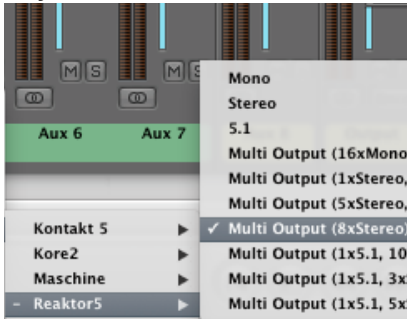 M S M S
Aux 6 Aux 7
Mono
Stereo
5.1
Multi Output (16xMono
Multi Output (1xStereo,
Multi Output (5xStereo,
✓ Multi Output (8xStereo)
Multi Output (1x5.1, 10
Multi Output (1x5.1, 3x
Multi Output (1x5.1, 5x
Kontakt 5
Kore2
Maschine
- Reaktor5